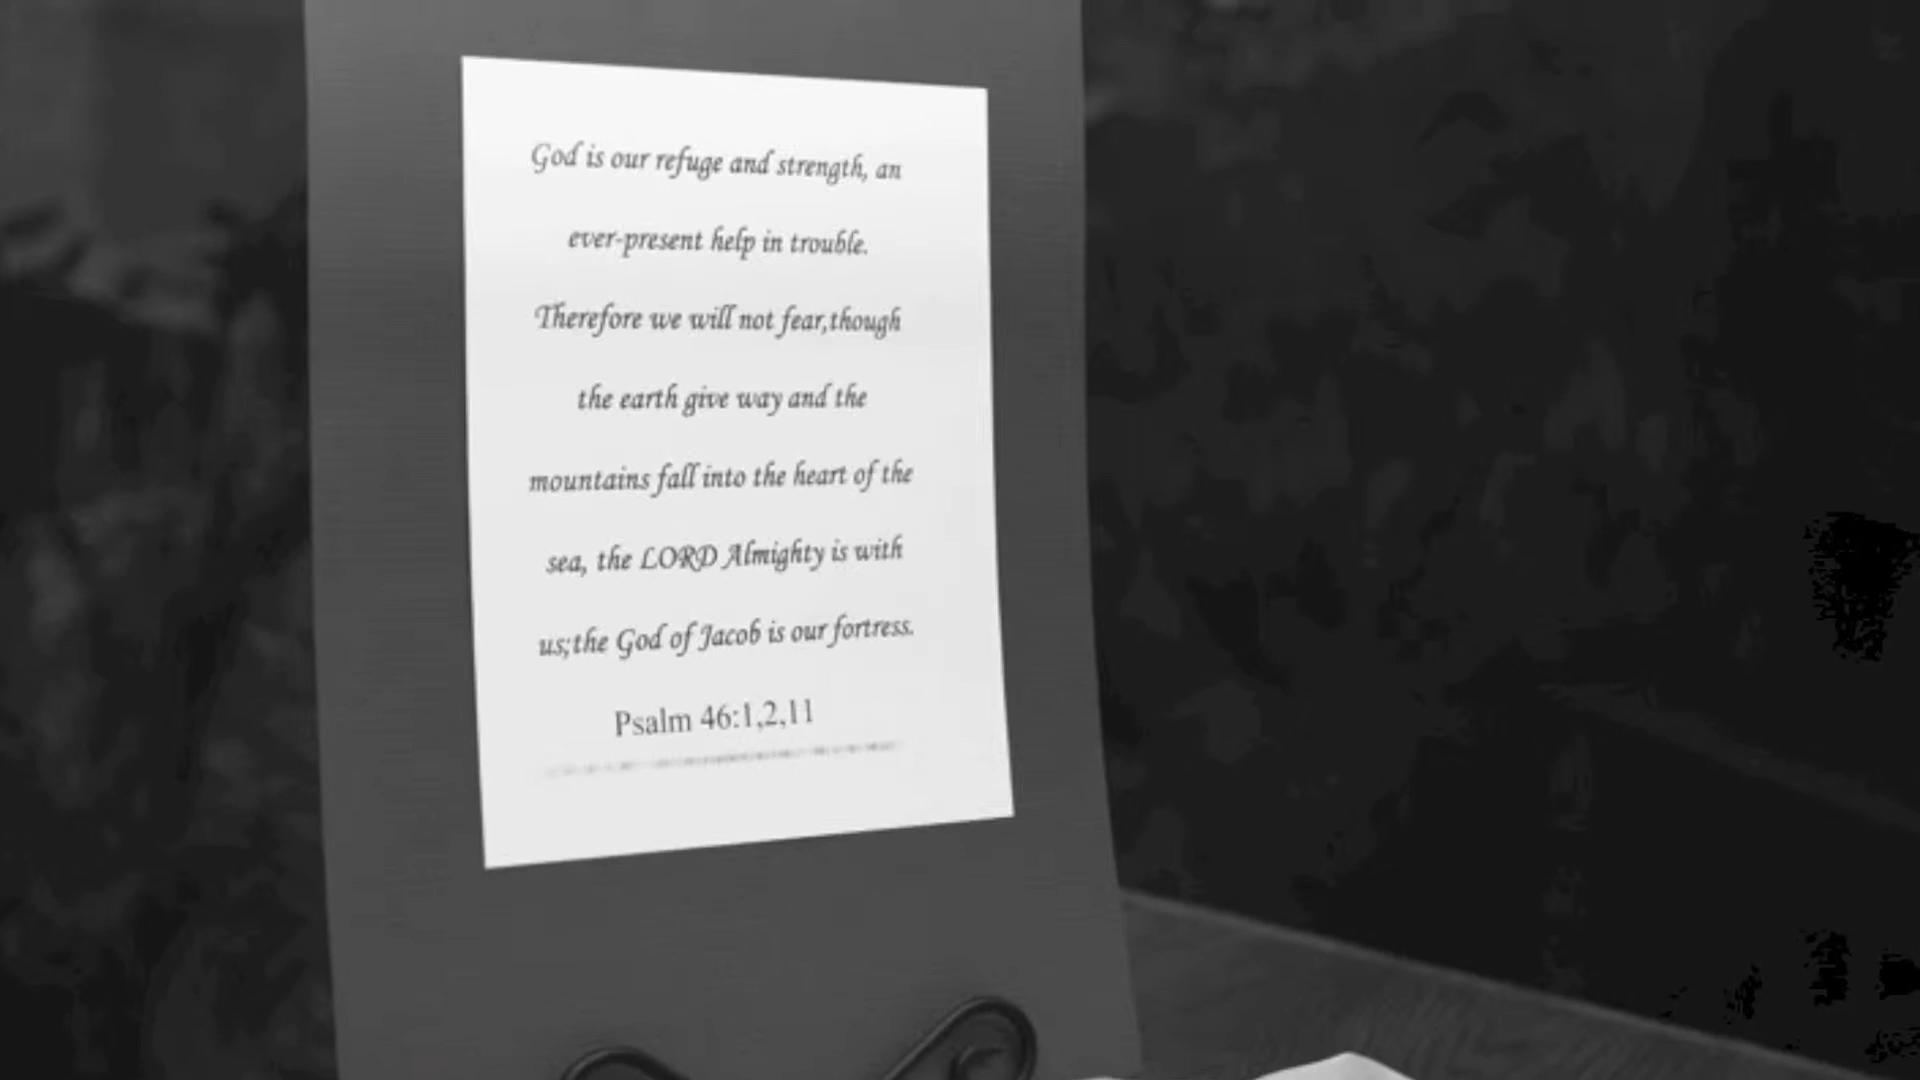 God is our refuge and strength, an
ever-present help in trouble.
Therefore we will not fear,though
the earth give way and the
mountains fall into the heart of the
sea, the LORD Almighty is with
us;the God of Jacob is our fortress.
Psalm 46:1,2,11